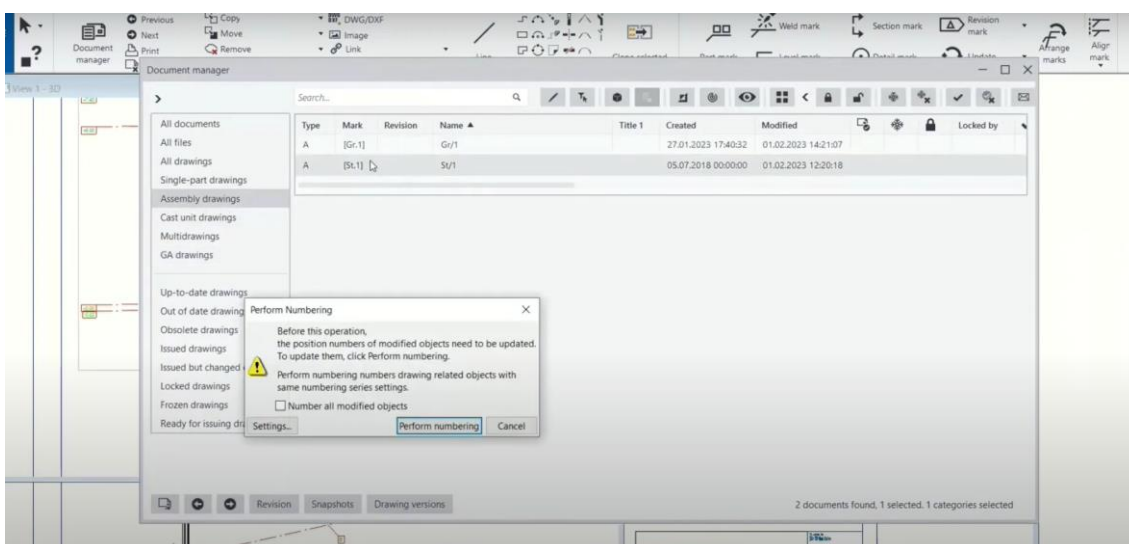 Previous
Copy
DWG/DXF
Weld mark
Section mark
Revision mark
Next
Move
Image
Document manager
Print
Remove
Link
Arrange marks
Align mark
View 1 - 3D
Document manager
Search...
All documents
All files
All drawings
Single-part drawings
Assembly drawings
Cast unit drawings
Multidrawings
GA drawings
Up-to-date drawings
Out of date drawing
Obsolete drawings
Issued drawings
Issued but changed
Locked drawings
Frozen drawings
Ready for issuing dra
Type Mark Revision Name Title 1 Created Modified Locked by
A [Gr.1] Gr/1 27.01.2023 17:40:32 01.02.2023 14:21:07
A [St.1] St/1 05.07.2018 00:00:00 01.02.2023 12:20:18
Perform Numbering
Before this operation,
the position numbers of modified objects need to be updated.
To update them, click Perform numbering.
Perform numbering numbers drawing related objects with
same numbering series settings.
Number all modified objects
Settings... Perform numbering Cancel
Revision Snapshots Drawing versions
2 documents found, 1 selected. 1 categories selected